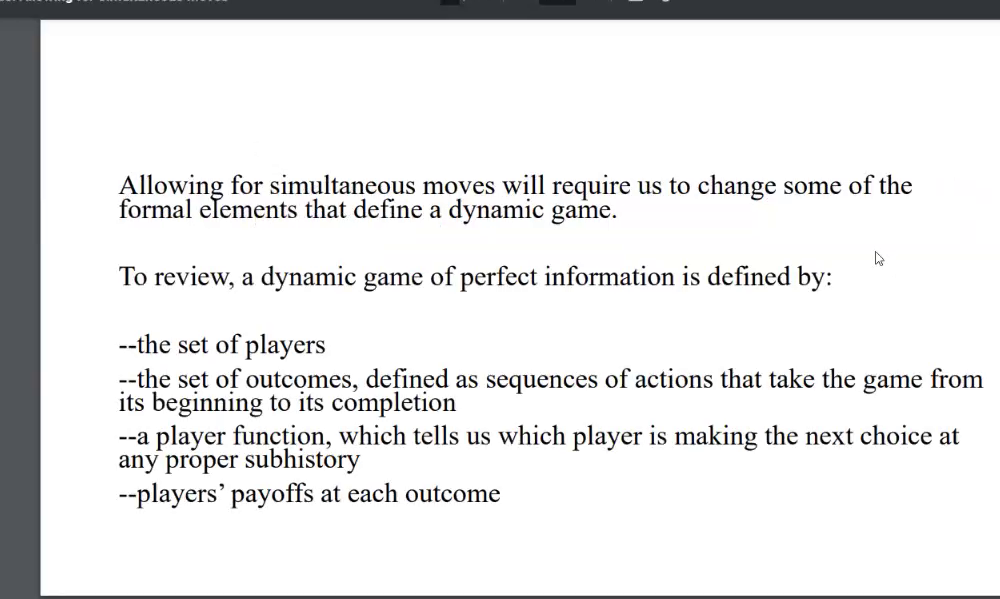 Allowing for simultaneous moves will require us to change some of the
formal elements that define a dynamic game.
To review, a dynamic game of perfect information is defined by:
--the set of players
--the set of outcomes, defined as sequences of actions that take the game from
its beginning to its completion
--a player function, which tells us which player is making the next choice at
any proper subhistory
--players’ payoffs at each outcome